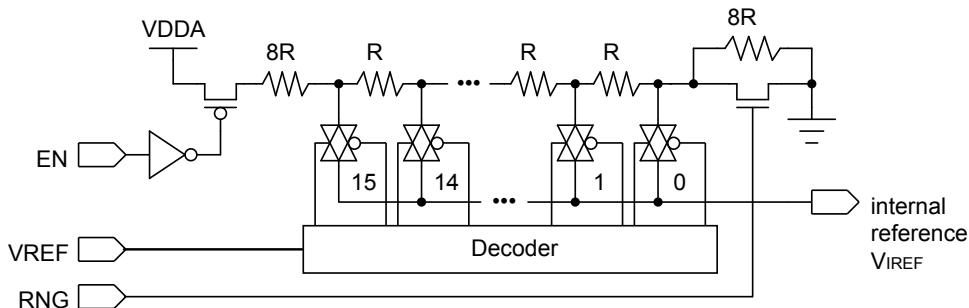 8R
VDDA
8R
R
R
R
•••
EN
15
14
1
0
•••
internal
reference
VIREF
VREF
Decoder
RNG